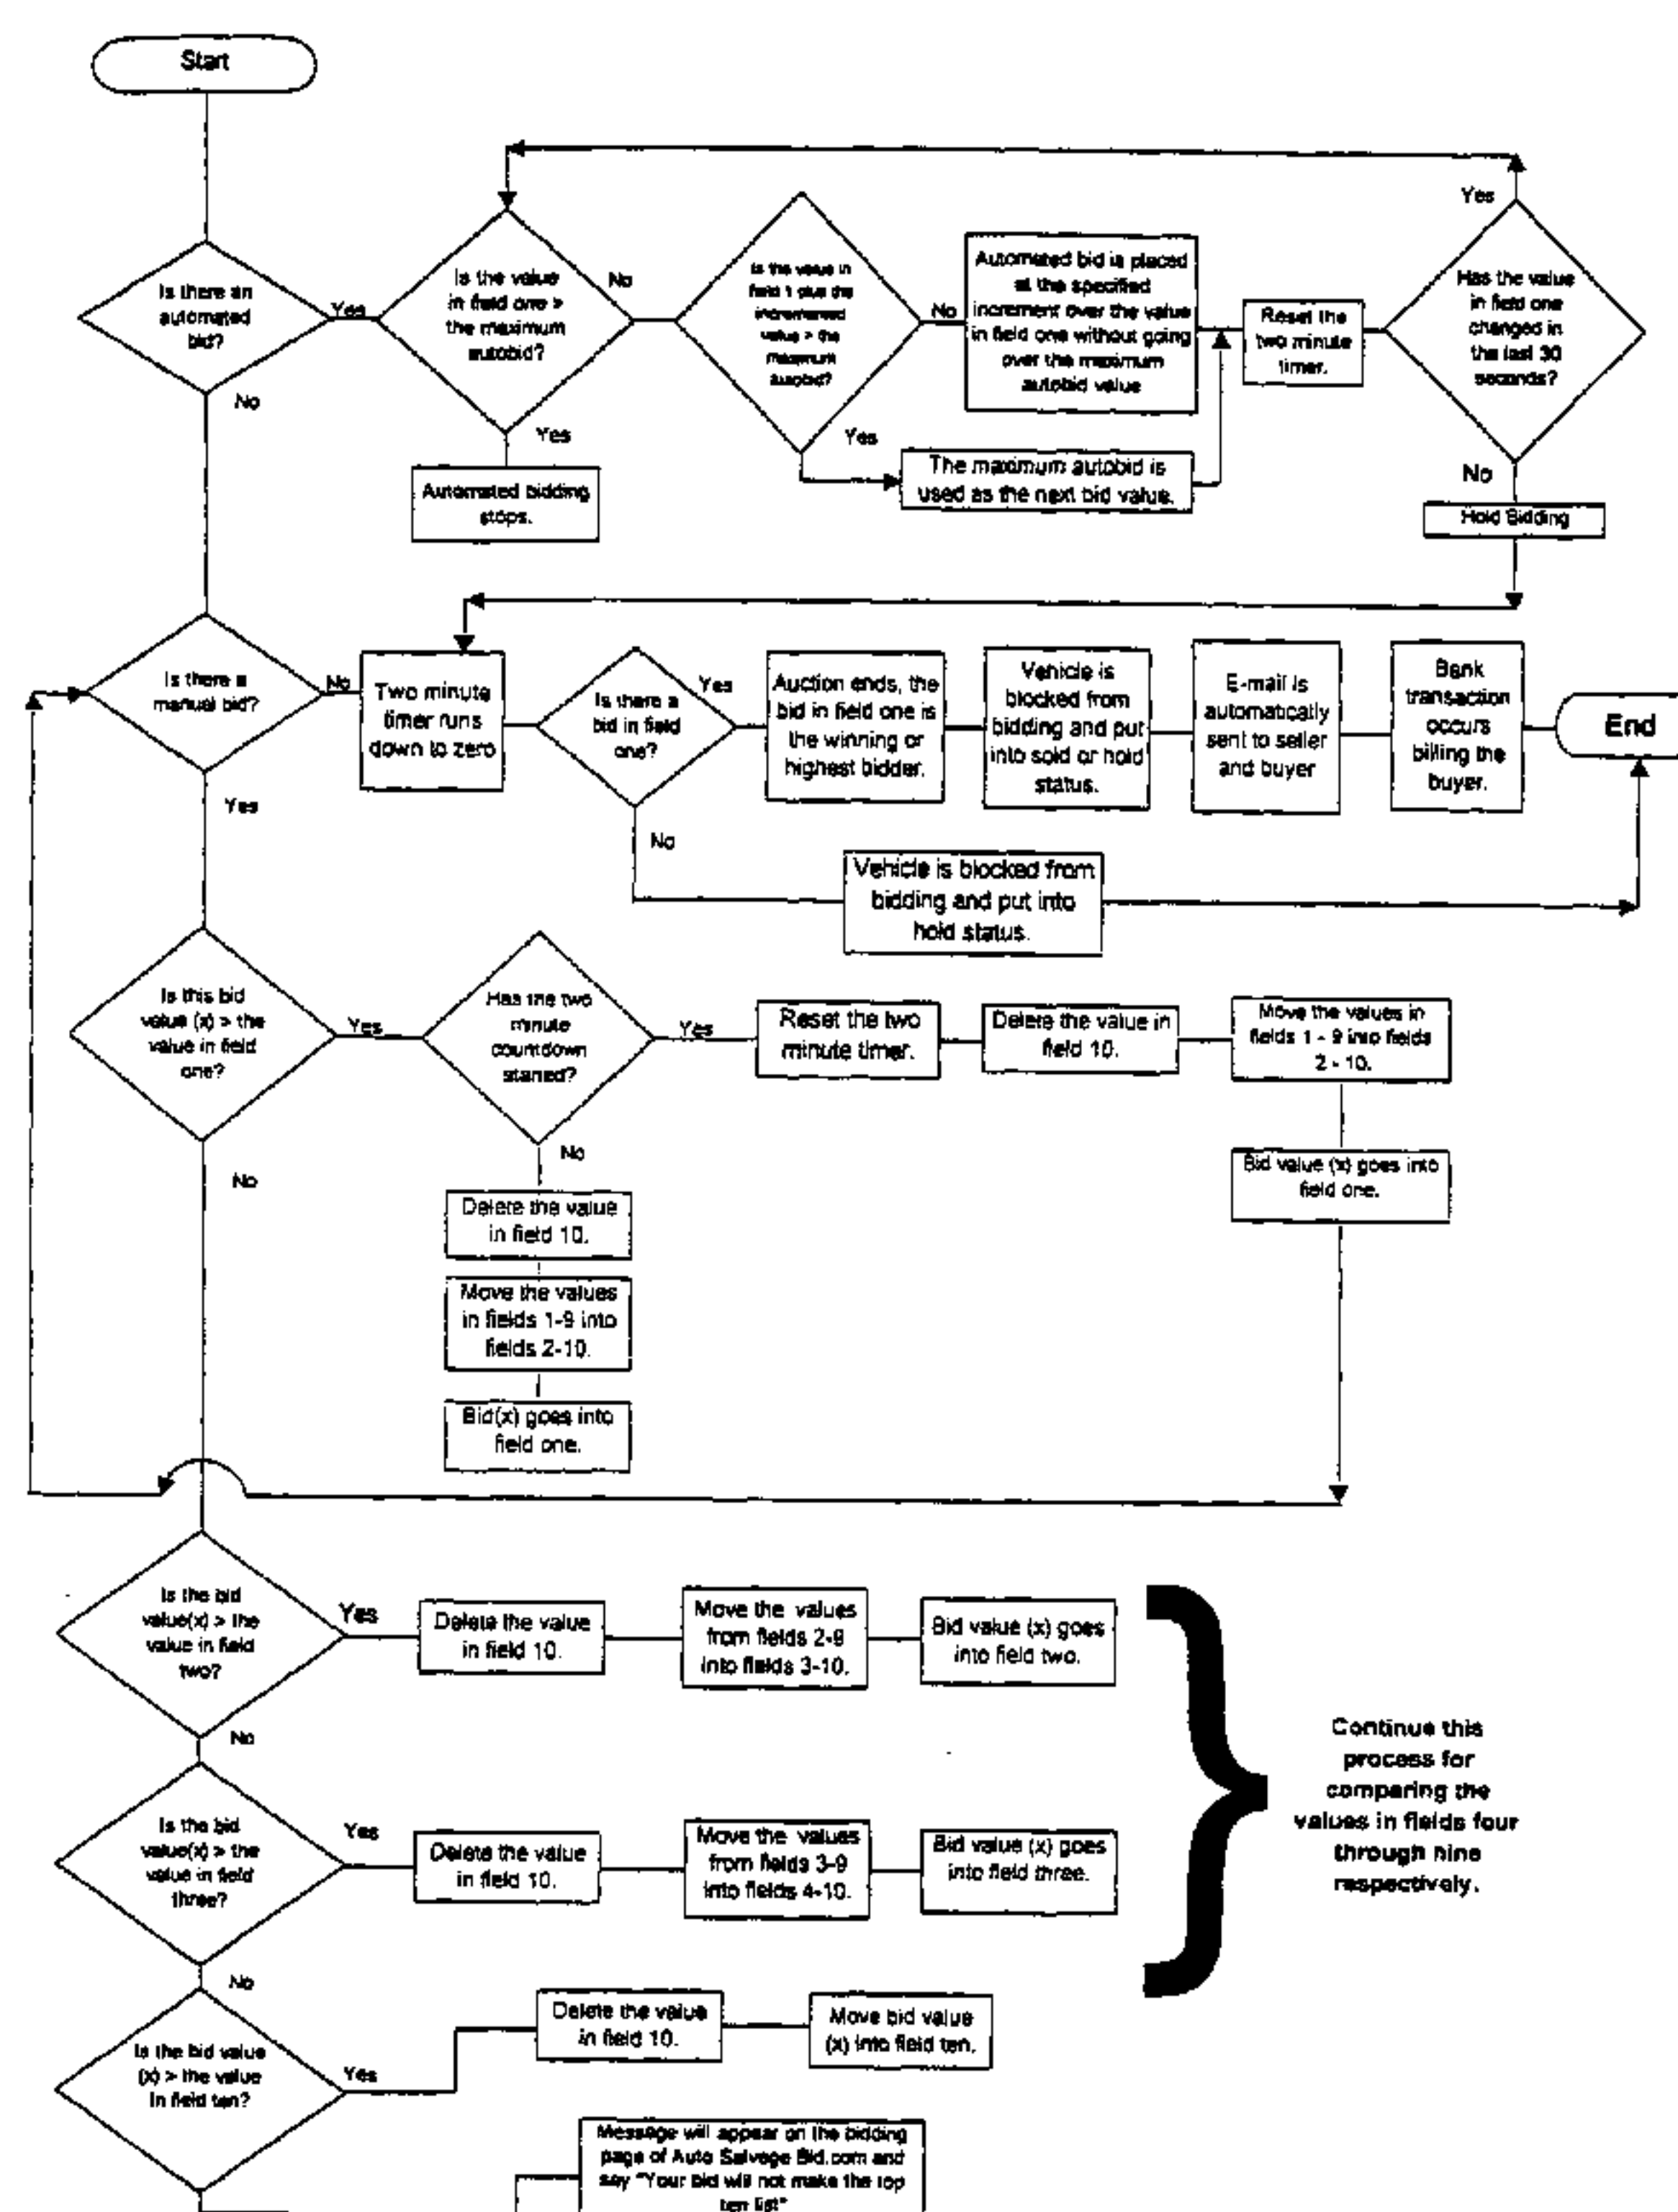 Start
Yes
Is there an
automated
bid?
Yes
Is the value
in field one >
the maximum
autobid?
No
Is the value in
field 1 plus the
incremented
value > the
maximum
autobid?
No
Automated bid is placed
at the specified
increment over the value
in field one without going
over the maximum
autobid value
Reset the
two minute
timer.
Has the value
in field one
changed in
the last 30
seconds?
No
Yes
Automated bidding
stops.
Yes
The maximum autobid is
used as the next bid value.
No
Hold Bidding
Is there a
manual bid?
No
Two minute
timer runs
down to zero
Is there a
bid in field
one?
Yes
Auction ends, the
bid in field one is
the winning or
highest bidder.
Vehicle is
blocked from
bidding and put
into sold or hold
status.
E-mail is
automatically
sent to seller
and buyer
Bank
transaction
occurs
billing the
buyer.
End
Yes
No
Vehicle is blocked from
bidding and put into
hold status.
Is this bid
value (x) > the
value in field
one?
Yes
Has the two
minute
countdown
started?
Yes
Reset the two
minute timer.
Delete the value in
field 10.
Move the values in
fields 1 - 9 into fields
2 - 10.
No
No
Bid value (x) goes into
field one.
Delete the value
in field 10.
Move the values
in fields 1-9 into
fields 2-10.
Bid(x) goes into
field one.
Is the bid
value(x) > the
value in field
two?
Yes
Delete the value
in field 10.
Move the values
from fields 2-9
into fields 3-10.
Bid value (x) goes
into field two.
No
Continue this
process for
comparing the
values in fields four
through nine
respectively.
Is the bid
value(x) > the
value in field
three?
Yes
Delete the value
in field 10.
Move the values
from fields 3-9
into fields 4-10.
Bid value (x) goes
into field three.
No
Is the bid value
(x) > the value
in field ten?
Yes
Delete the value
in field 10.
Move bid value
(x) into field ten.
Message will appear on the bidding
page of Auto Salvage Bid.com and
say "Your bid will not make the top
ten list"